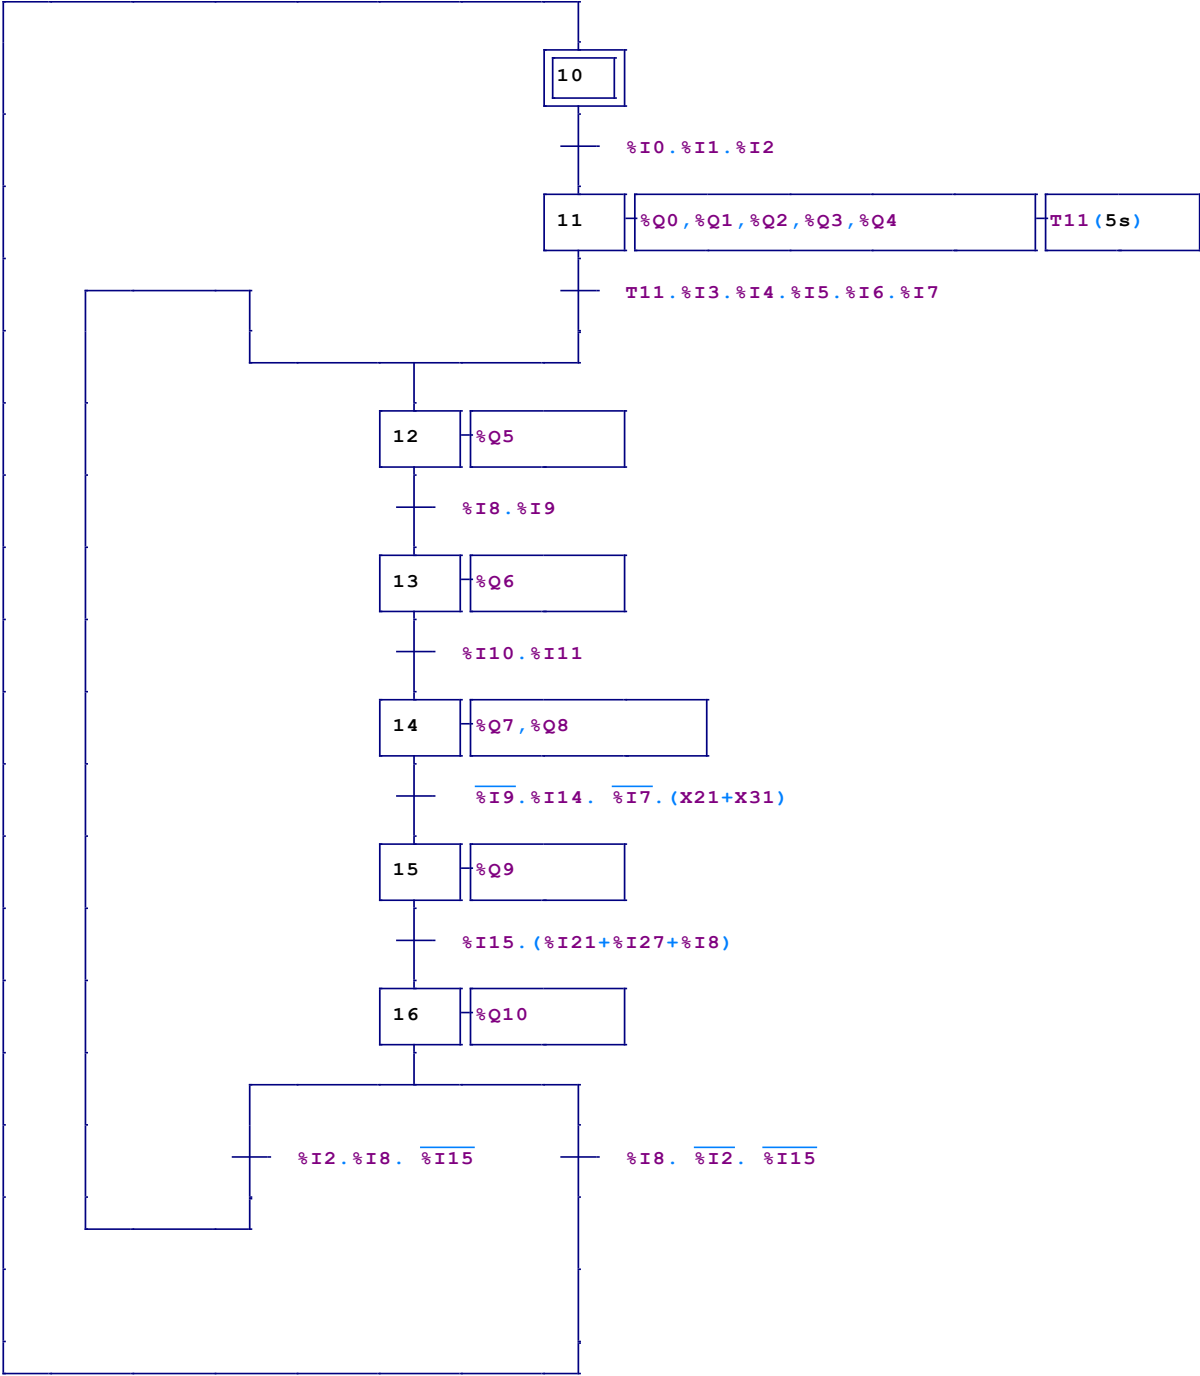 10
%I0.%I1.%I2
11 %Q0,%Q1,%Q2,%Q3,%Q4 T11(5s)
T11.%I3.%I4.%I5.%I6.%I7
12 %Q5
%I8.%I9
13 %Q6
%I10.%I11
14 %Q7,%Q8
%I9.%I14. %I7.(X21+X31)
15 %Q9
%I15.(%I21+%I27+%I8)
16 %Q10
%I2.%I8. %I15 %I8. %I2. %I15